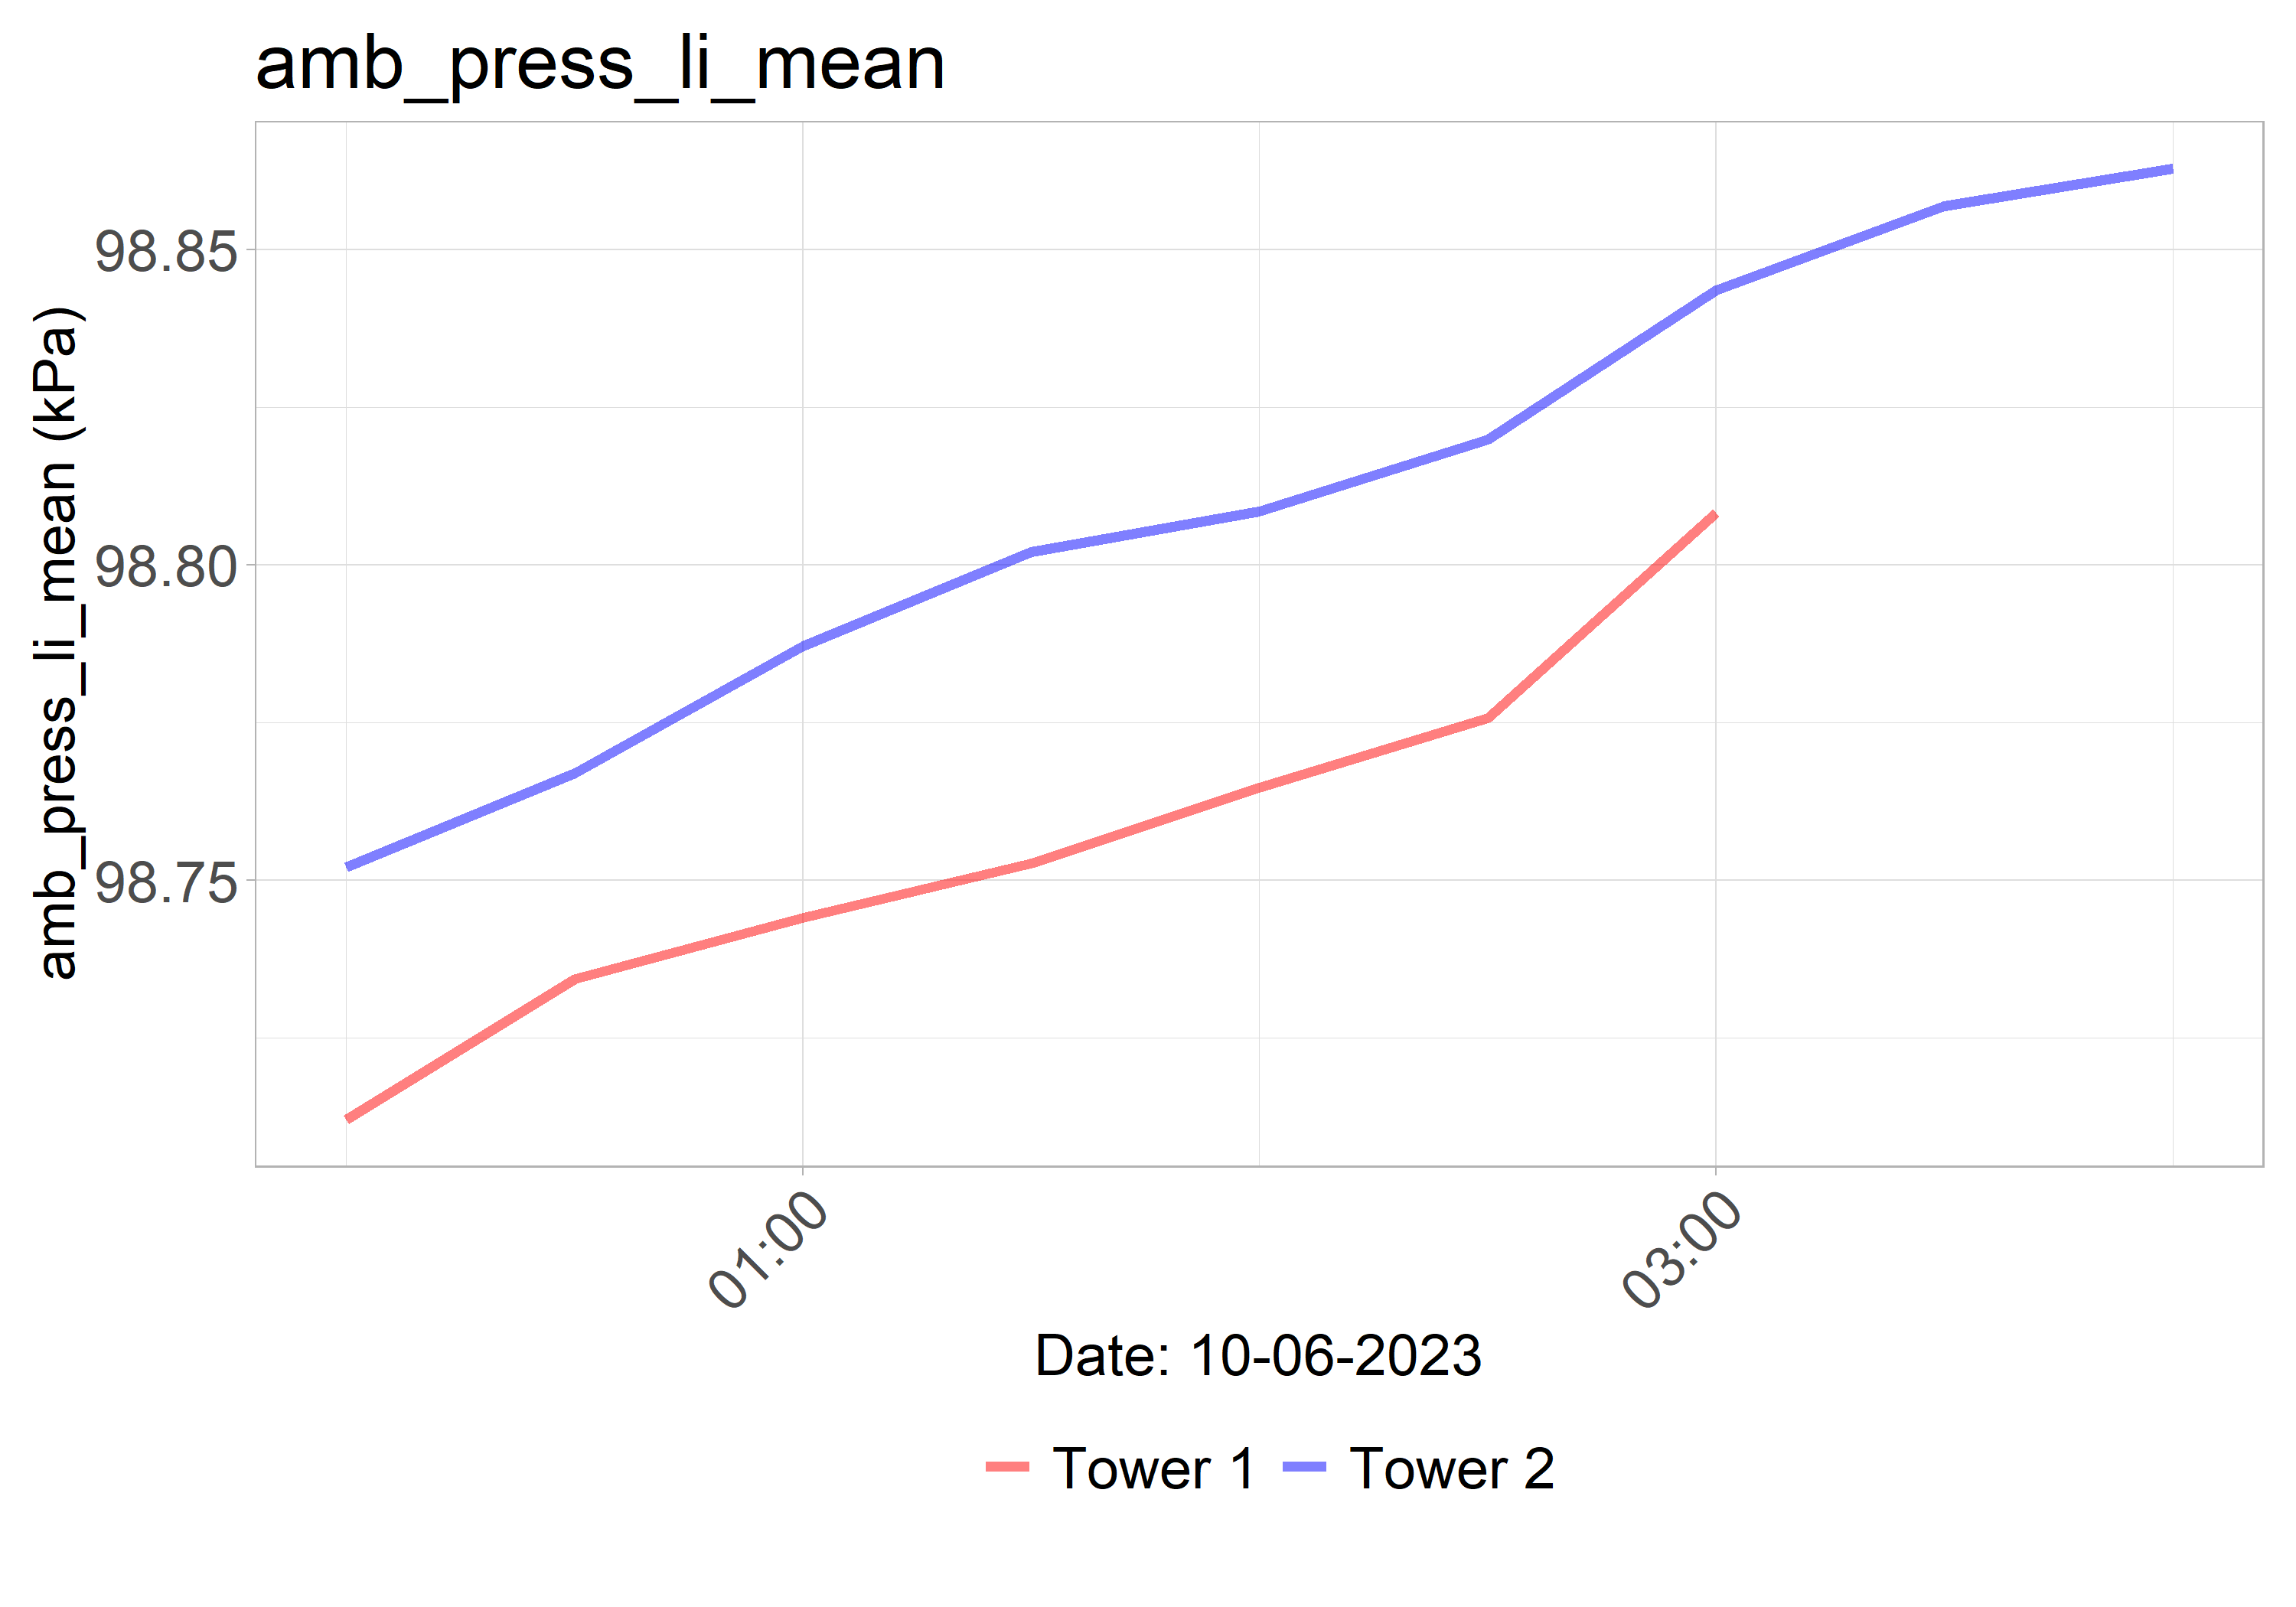 amb_press_li_mean
amb_press_li_mean (kPa)
98.85
98.80
98.75
01:00
03:00
Date: 10-06-2023
Tower 1
Tower 2